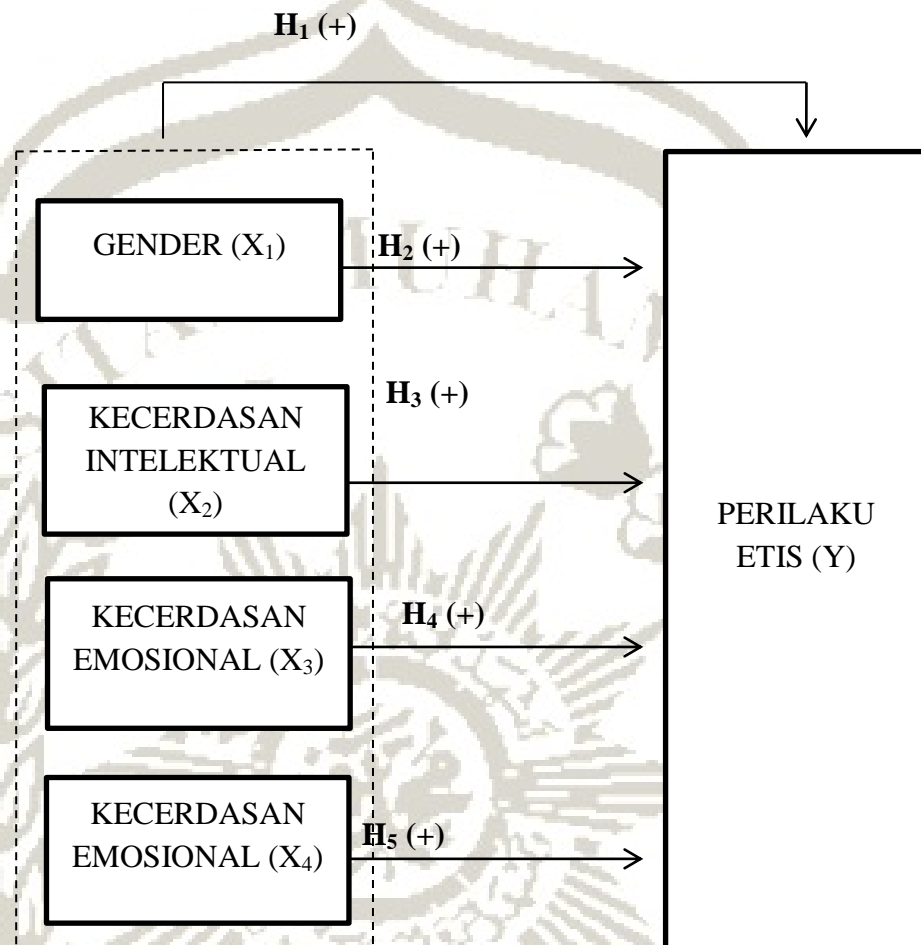 H₁ (+)
GENDER (X₁)
H₂ (+)
KECERDASAN
INTELEKTUAL
(X₂)
H₃ (+)
KECERDASAN
EMOSIONAL (X₃)
H₄ (+)
KECERDASAN
EMOSIONAL (X₄)
H₅ (+)
PERILAKU
ETIS (Y)